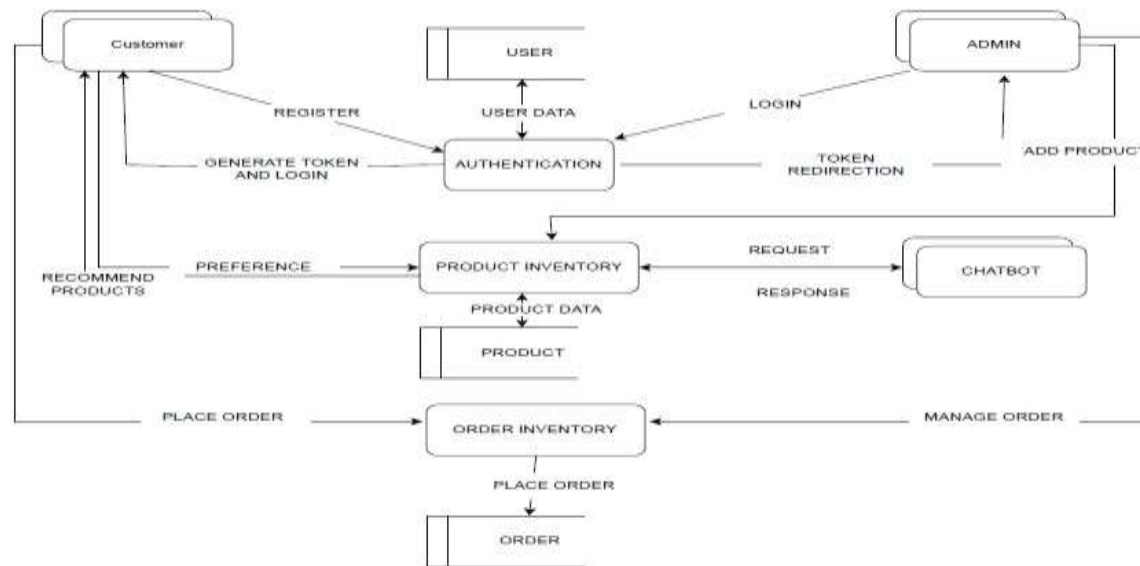 Customer
USER
ADMIN
REGISTER
USER DATA
LOGIN
GENERATE TOKEN
AND LOGIN
AUTHENTICATION
TOKEN
REDIRECTION
ADD PRODUCT
PREFERENCE
PRODUCT INVENTORY
REQUEST
CHATBOT
RECOMMEND
PRODUCTS
RESPONSE
PRODUCT DATA
PRODUCT
PLACE ORDER
ORDER INVENTORY
MANAGE ORDER
PLACE ORDER
ORDER